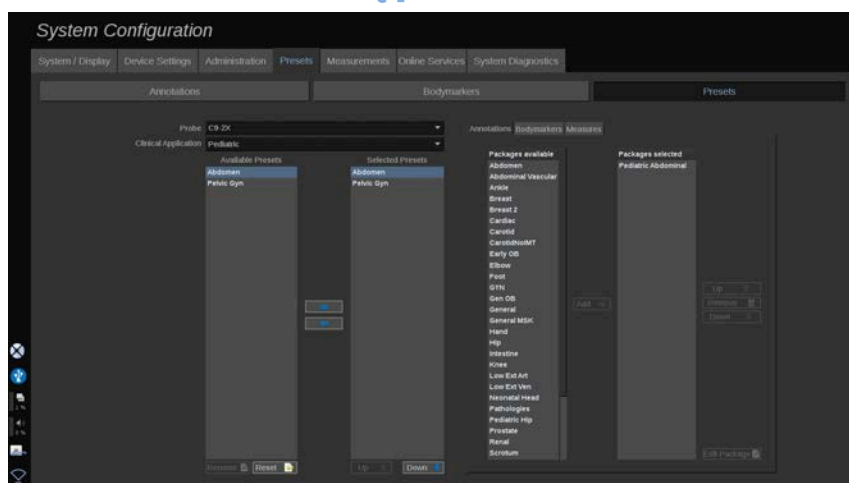 System Configuration
System / Display Device Settings Administration Presets Measurements Online Services System Diagnostics
Annotations Bodymarkers Presets
Probe C9-2X
Clinical Application Pediatric
Available Presets Selected Presets
Abdomen Abdomen
Pelvic Gyn Pelvic Gyn
Reset
Up Down
Annotations Bodymarkers Measures
Packages available
Abdomen
Abdominal Vascular
Ankle
Breast
Breast 2
Cardiac
Carotid
CarotidNoIMT
Early OB
Elbow
Foot
GYN
Gen OB
General
General MSK
Hand
Hip
Intestine
Knee
Low Ext Art
Low Ext Ven
Neonatal Head
Pathologies
Pediatric Hip
Prostate
Renal
Scrotum
Add
Packages selected
Pediatric Abdominal
Up
Remove
Down
Edit Package